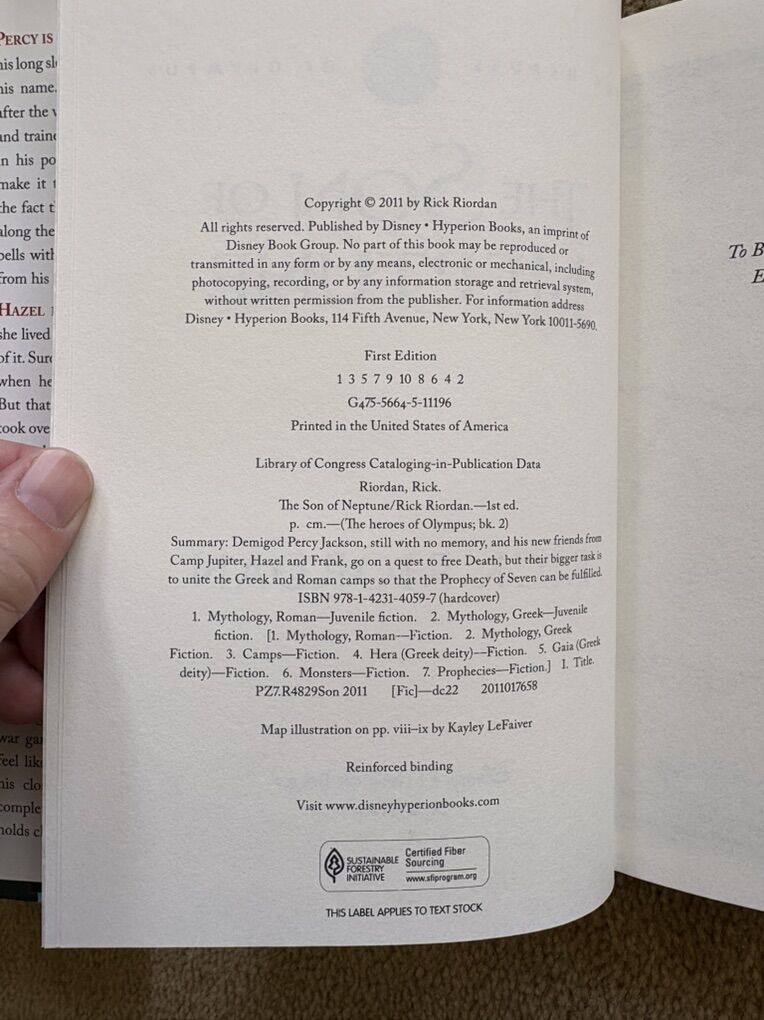 PERCY IS
his long sl
his name.
after the
and traine
in his po
make it
the fact t
along the
bells with
from his
HAZEL
she lived
of it. Sure
when he
But that
took ove
war ga
feel lik
his clo
comple
holds cl
Copyright © 2011 by Rick Riordan
All rights reserved. Published by Disney • Hyperion Books, an imprint of
Disney Book Group. No part of this book may be reproduced or
transmitted in any form or by any means, electronic or mechanical, including
photocopying, recording, or by any information storage and retrieval system,
without written permission from the publisher. For information address
Disney • Hyperion Books, 114 Fifth Avenue, New York, New York 10011-5690.
First Edition
1 3 5 7 9 10 8 6 4 2
G475-5664-5-11196
Printed in the United States of America
Library of Congress Cataloging-in-Publication Data
Riordan, Rick.
The Son of Neptune/Rick Riordan.—1st ed.
p. cm.—(The heroes of Olympus; bk. 2)
Summary: Demigod Percy Jackson, still with no memory, and his new friends from
Camp Jupiter, Hazel and Frank, go on a quest to free Death, but their bigger task is
to unite the Greek and Roman camps so that the Prophecy of Seven can be fulfilled.
ISBN 978-1-4231-4059-7 (hardcover)
1. Mythology, Roman—Juvenile fiction. 2. Mythology, Greek—Juvenile
fiction. [1. Mythology, Roman—Fiction. 2. Mythology, Greek
Fiction. 3. Camps—Fiction. 4. Hera (Greek deity)—Fiction. 5. Gaia (Greek
deity)—Fiction. 6. Monsters—Fiction. 7. Prophecies—Fiction.] I. Title.
PZ7.R4829Son 2011 [Fic]—dc22 2011017658
Map illustration on pp. viii–ix by Kayley LeFaiver
Reinforced binding
Visit www.disneyhyperionbooks.com
SUSTAINABLE
FORESTRY
INITIATIVE
Certified Fiber
Sourcing
www.sfiprogram.org
THIS LABEL APPLIES TO TEXT STOCK
To B
E